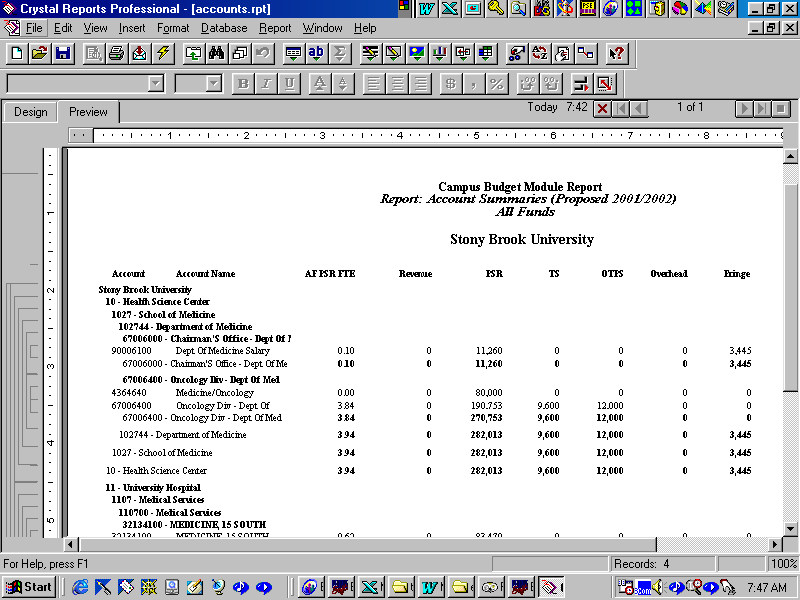 Crystal Reports Professional - [accounts.rpt]
File Edit View Insert Format Database Report Window Help
B I U A $ , %
Design Preview Today 7:42 1 of 1
1 2 3 4 5 6 7 8
Campus Budget Module Report
Report: Account Summaries (Proposed 2001/2002)
All Funds
Stony Brook University
Account Account Name AF PSR FTE Revenue PSR TS OTPS Overhead Fringe
Stony Brook University
10 - Health Science Center
1027 - School of Medicine
102744 - Department of Medicine
67006000 - Chairman'S Office - Dept Of ?
90006100 Dept Of Medicine Salary 0.10 0 11,260 0 0 0 3,445
67006000 - Chairman'S Office - Dept Of Me 0.10 0 11,260 0 0 0 3,445
67006400 - Oncology Div - Dept Of Med
4364640 Medicine/Oncology 0.00 0 80,000 0 0 0 0
67006400 Oncology Div - Dept Of 3.84 0 190,753 9,600 12,000 0 0
67006400 - Oncology Div - Dept Of Med 3.84 0 270,753 9,600 12,000 0 0
102744 - Department of Medicine 3.94 0 282,013 9,600 12,000 0 3,445
1027 - School of Medicine 3.94 0 282,013 9,600 12,000 0 3,445
10 - Health Science Center 3.94 0 282,013 9,600 12,000 0 3,445
11 - University Hospital
1107 - Medical Services
110700 - Medical Services
32134100 - MEDICINE, 15 SOUTH
32134100 MEDICINE, 15 SOUTH 0.62 0 83,470 0 0 0 0
For Help, press F1 Records: 4 100%
Start 7:47 AM